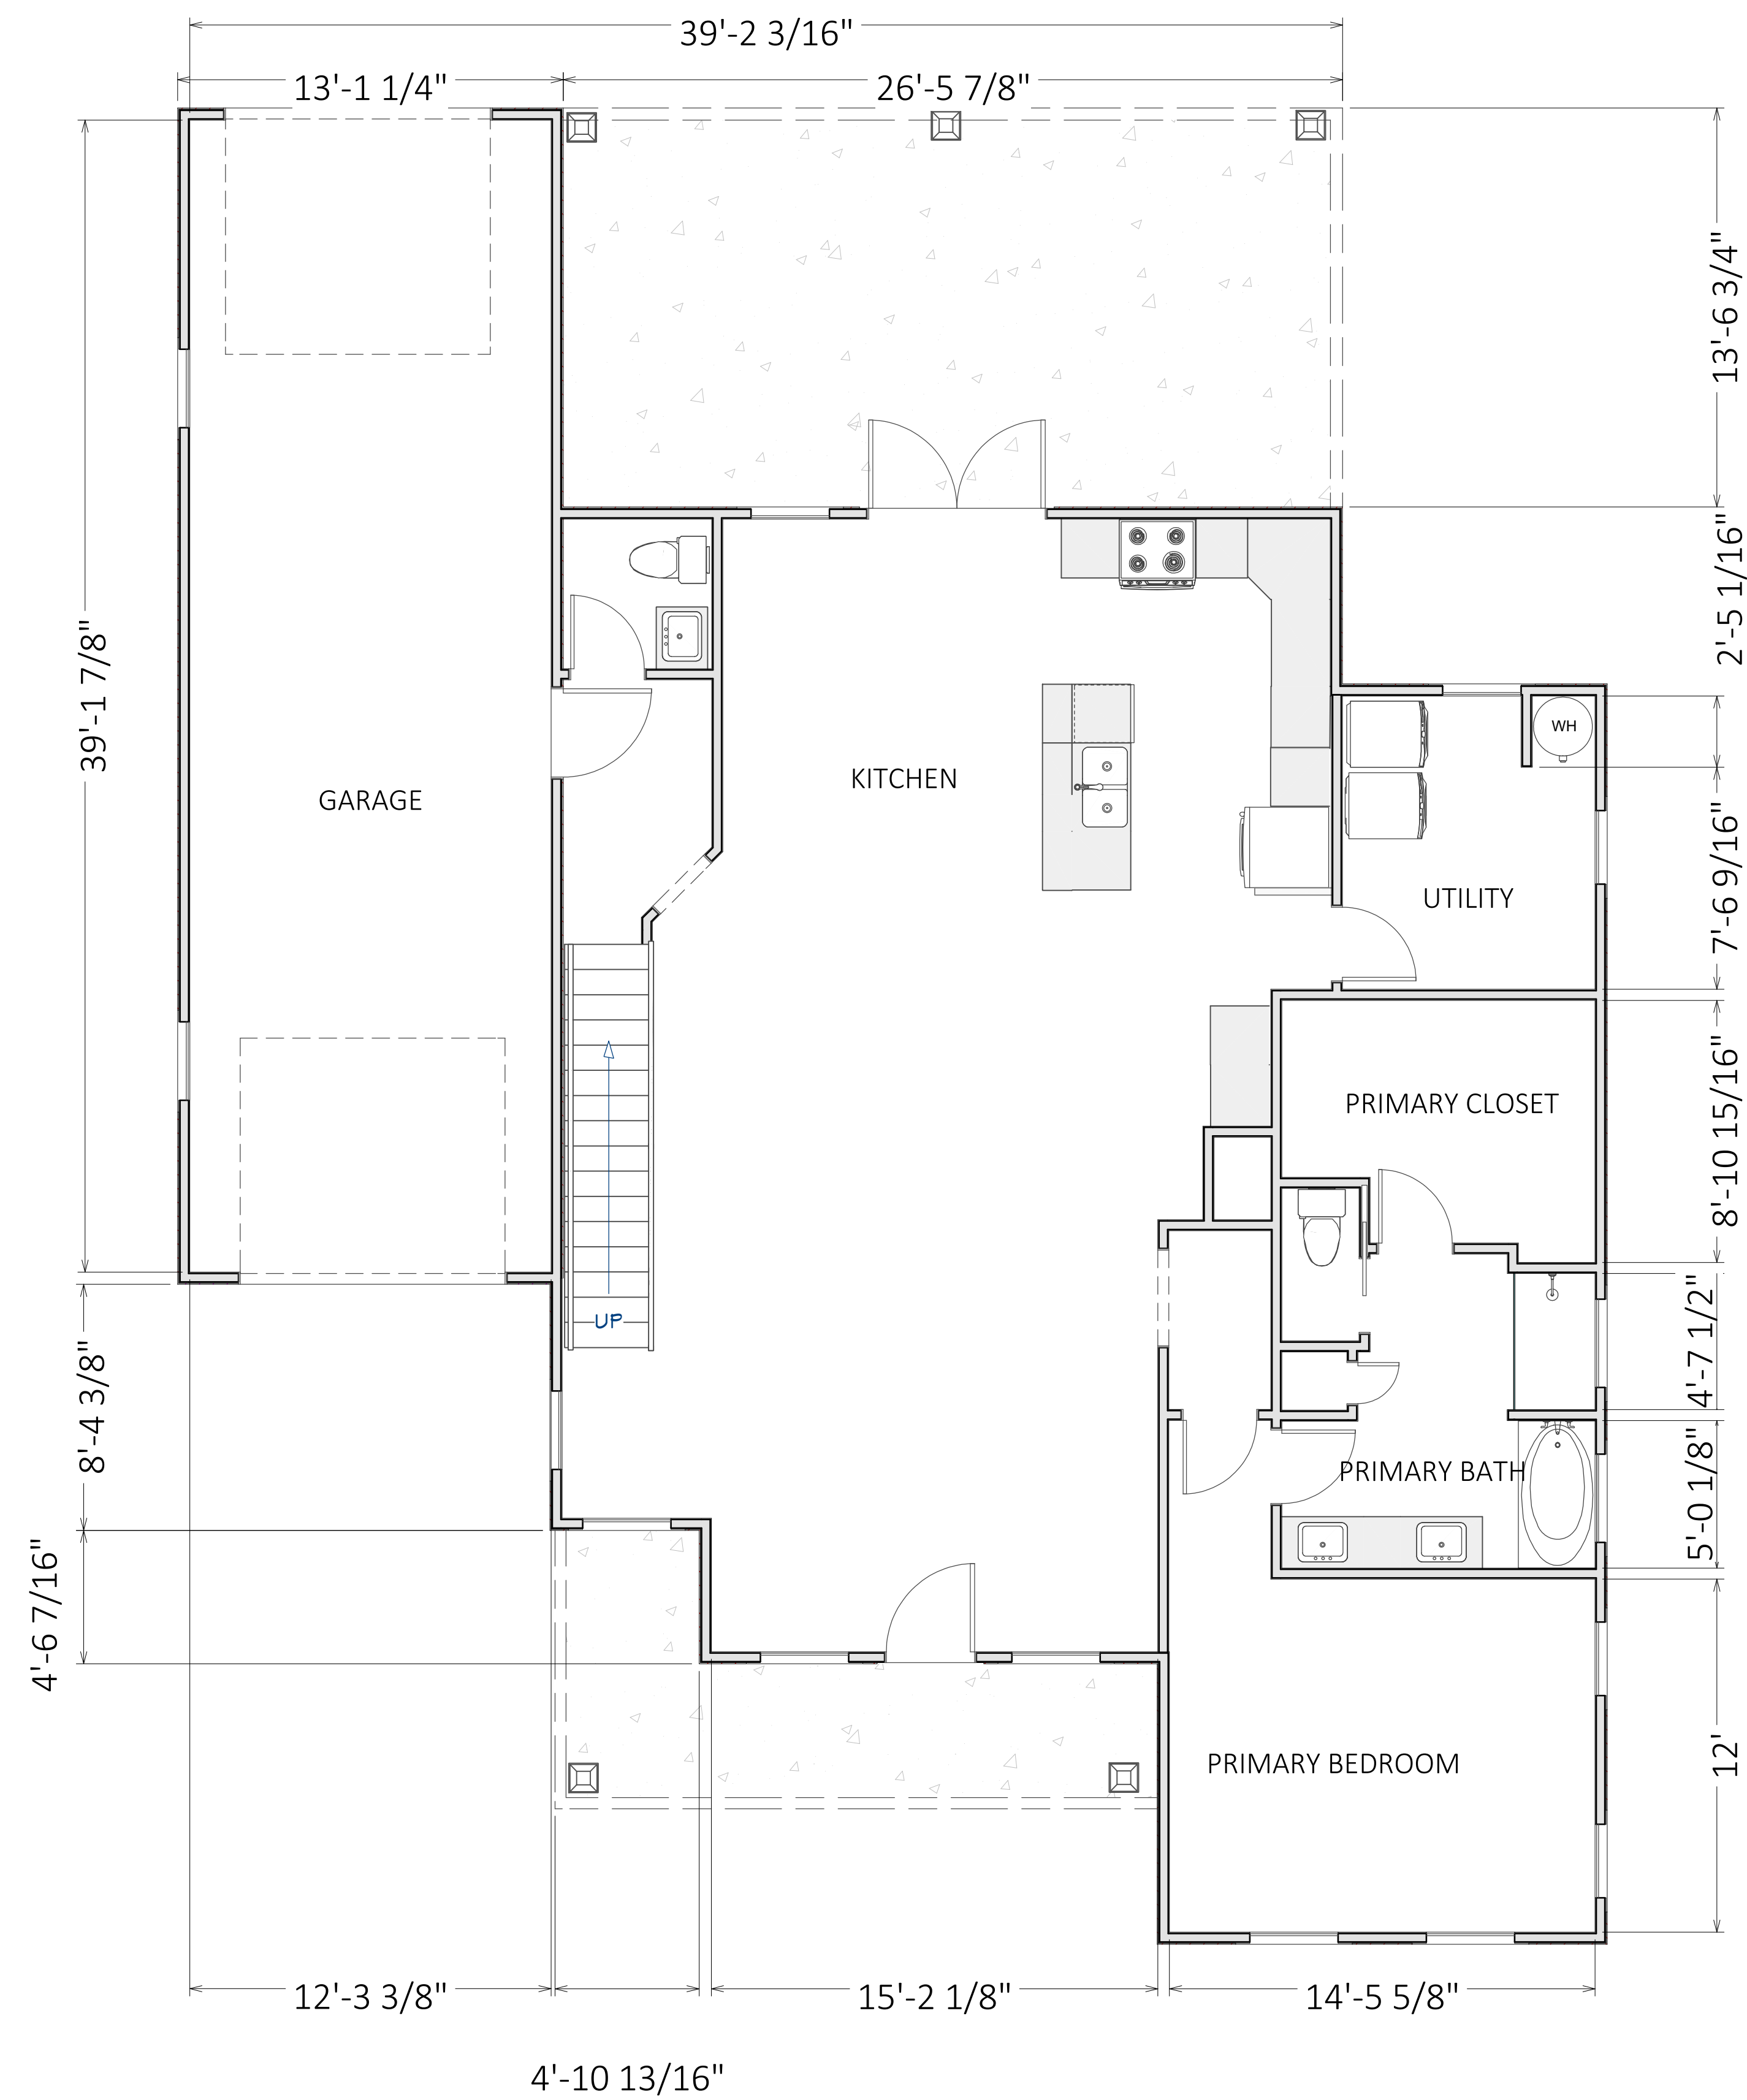 39'-2 3/16"
13'-1 1/4"
26'-5 7/8"
13'-6 3/4"
2'-5 1/16"
39'-1 7/8"
WH
KITCHEN
GARAGE
7'-6 9/16"
UTILITY
8'-10 15/16"
PRIMARY CLOSET
UP
4'-7 1/2"
8'-4 3/8"
PRIMARY BATH
5'-0 1/8"
4'-6 7/16"
12'
PRIMARY BEDROOM
12'-3 3/8"
15'-2 1/8"
14'-5 5/8"
4'-10 13/16"